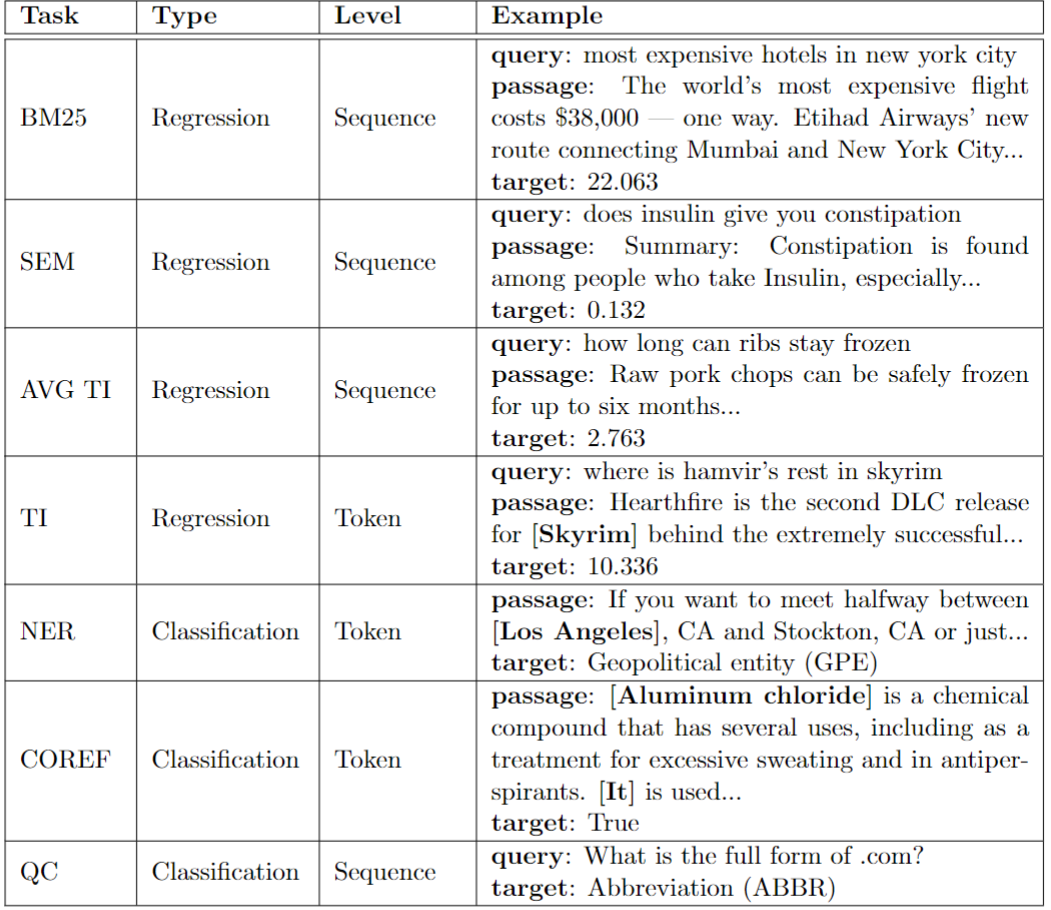 Task Type Level Example
query: most expensive hotels in new york city
passage: The world's most expensive flight
BM25 Regression Sequence costs $38,000 — one way. Etihad Airways' new
route connecting Mumbai and New York City...
target: 22.063
query: does insulin give you constipation
SEM Regression Sequence passage: Summary: Constipation is found
among people who take Insulin, especially...
target: 0.132
query: how long can ribs stay frozen
AVG TI Regression Sequence passage: Raw pork chops can be safely frozen
for up to six months...
target: 2.763
query: where is hamvir's rest in skyrim
TI Regression Token passage: Hearthfire is the second DLC release
for [Skyrim] behind the extremely successful...
target: 10.336
passage: If you want to meet halfway between
NER Classification Token [Los Angeles], CA and Stockton, CA or just...
target: Geopolitical entity (GPE)
passage: [Aluminum chloride] is a chemical
compound that has several uses, including as a
COREF Classification Token treatment for excessive sweating and in antiper-
spirants. [It] is used...
target: True
QC Classification Sequence query: What is the full form of .com?
target: Abbreviation (ABBR)